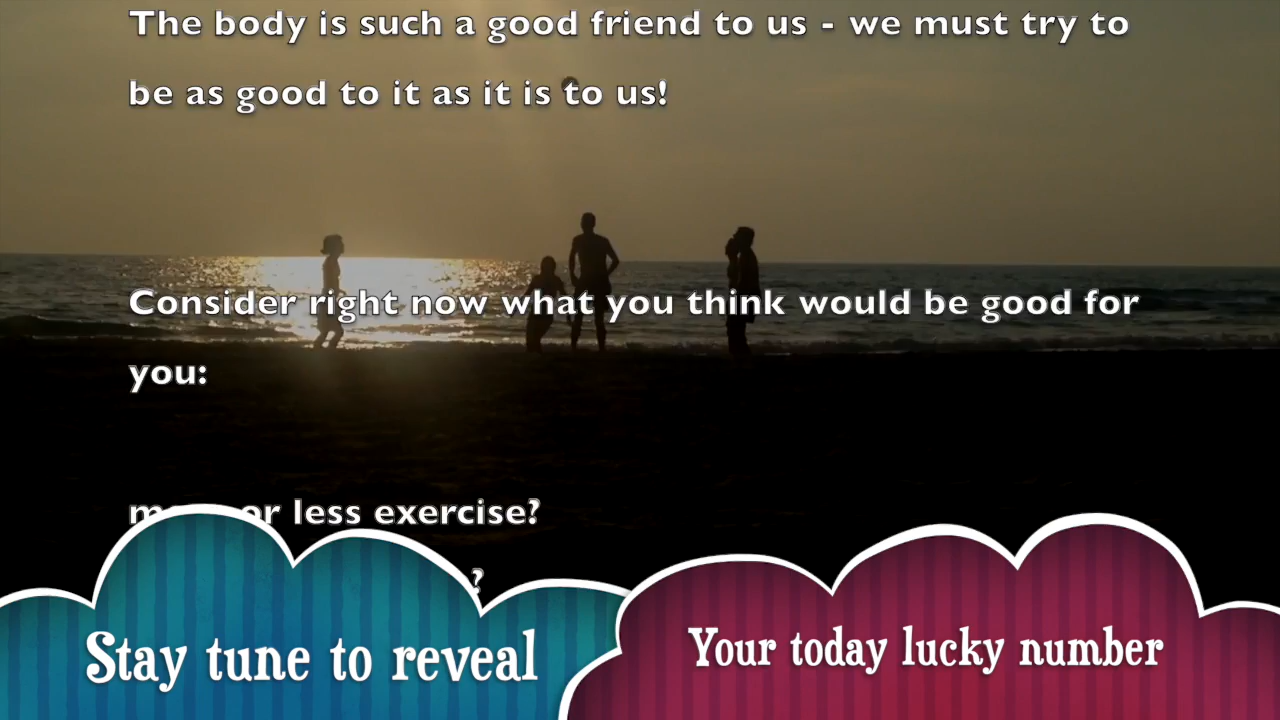 The body is such a good friend to us - we must try to
be as good to it as it is to us!
Consider right now what you think would be good for
you:
or less exercise?
?
Stay tune to reveal
Your today lucky number